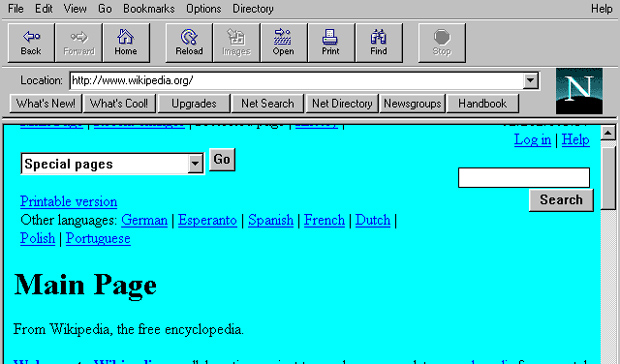 File Edit View Go Bookmarks Options Directory Help
Back Forward Home Reload Images Open Print Find Stop
Location: http://www.wikipedia.org/
What's New! What's Cool! Upgrades Net Search Net Directory Newsgroups Handbook
N
Log in | Help
Special pages Go
Search
Printable version
Other languages: German | Esperanto | Spanish | French | Dutch |
Polish | Portuguese
Main Page
From Wikipedia, the free encyclopedia.